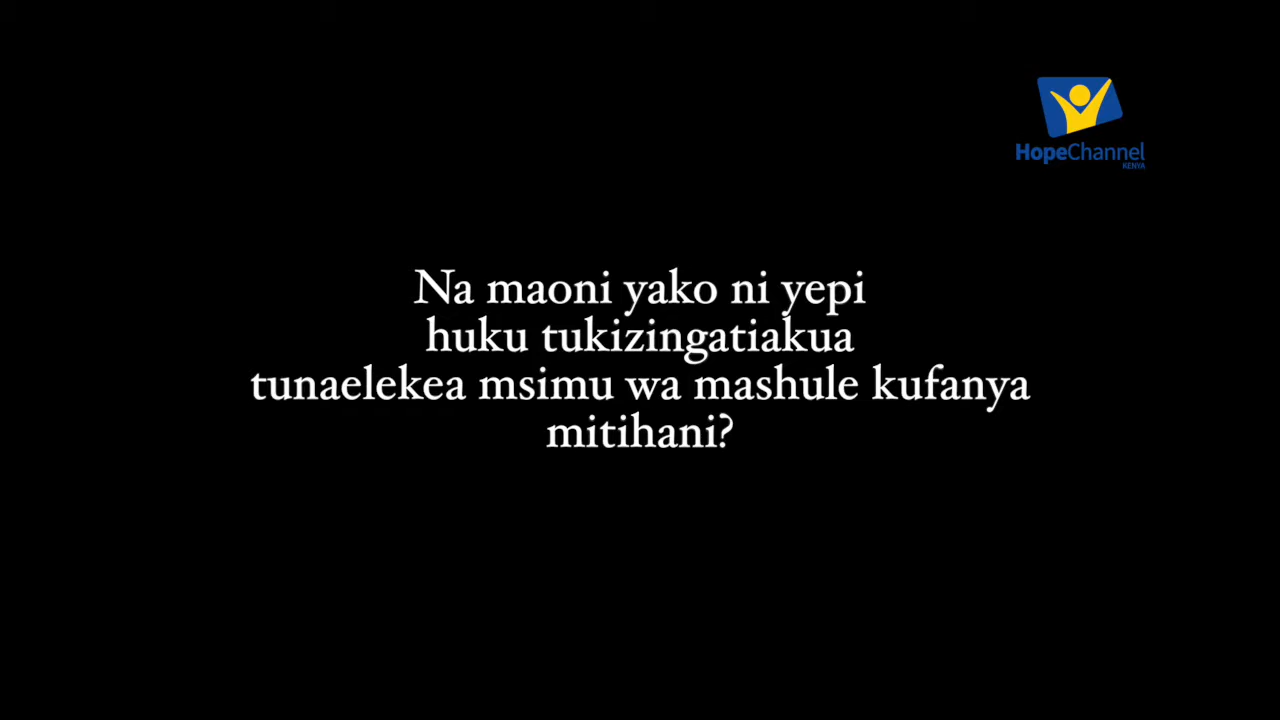 HopeChannel
KENYA
Na maoni yako ni yepi
huku tukizingatiakua
tunaelekea msimu wa mashule kufanya
mitihani?